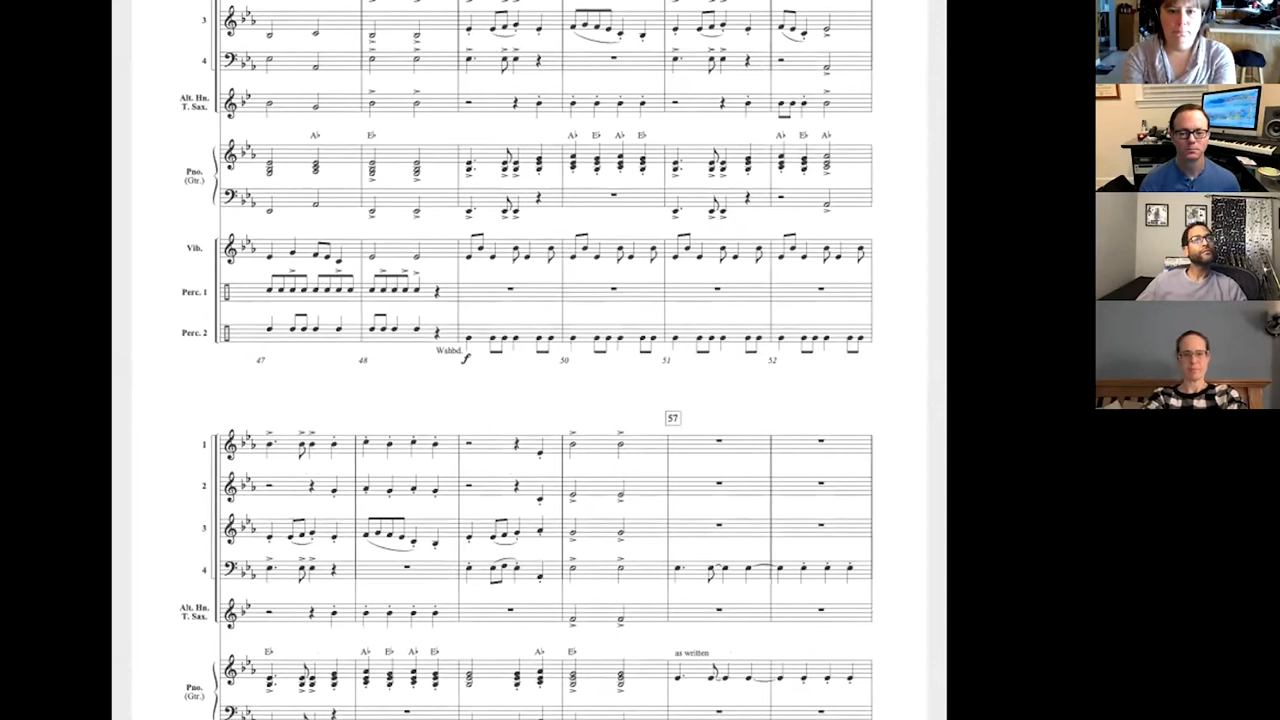 3
4
Alt. Hn.
T. Sax.
A♭ E♭ A♭ E♭ A♭ E♭ A♭ E♭ A♭
Pno.
(Gtr.)
Vib.
Perc. 1
Perc. 2
Wshbd. f
47 48 50 51 52
57
1
2
3
4
Alt. Hn.
T. Sax.
E♭ A♭ E♭ A♭ E♭ A♭ E♭ as written
Pno.
(Gtr.)